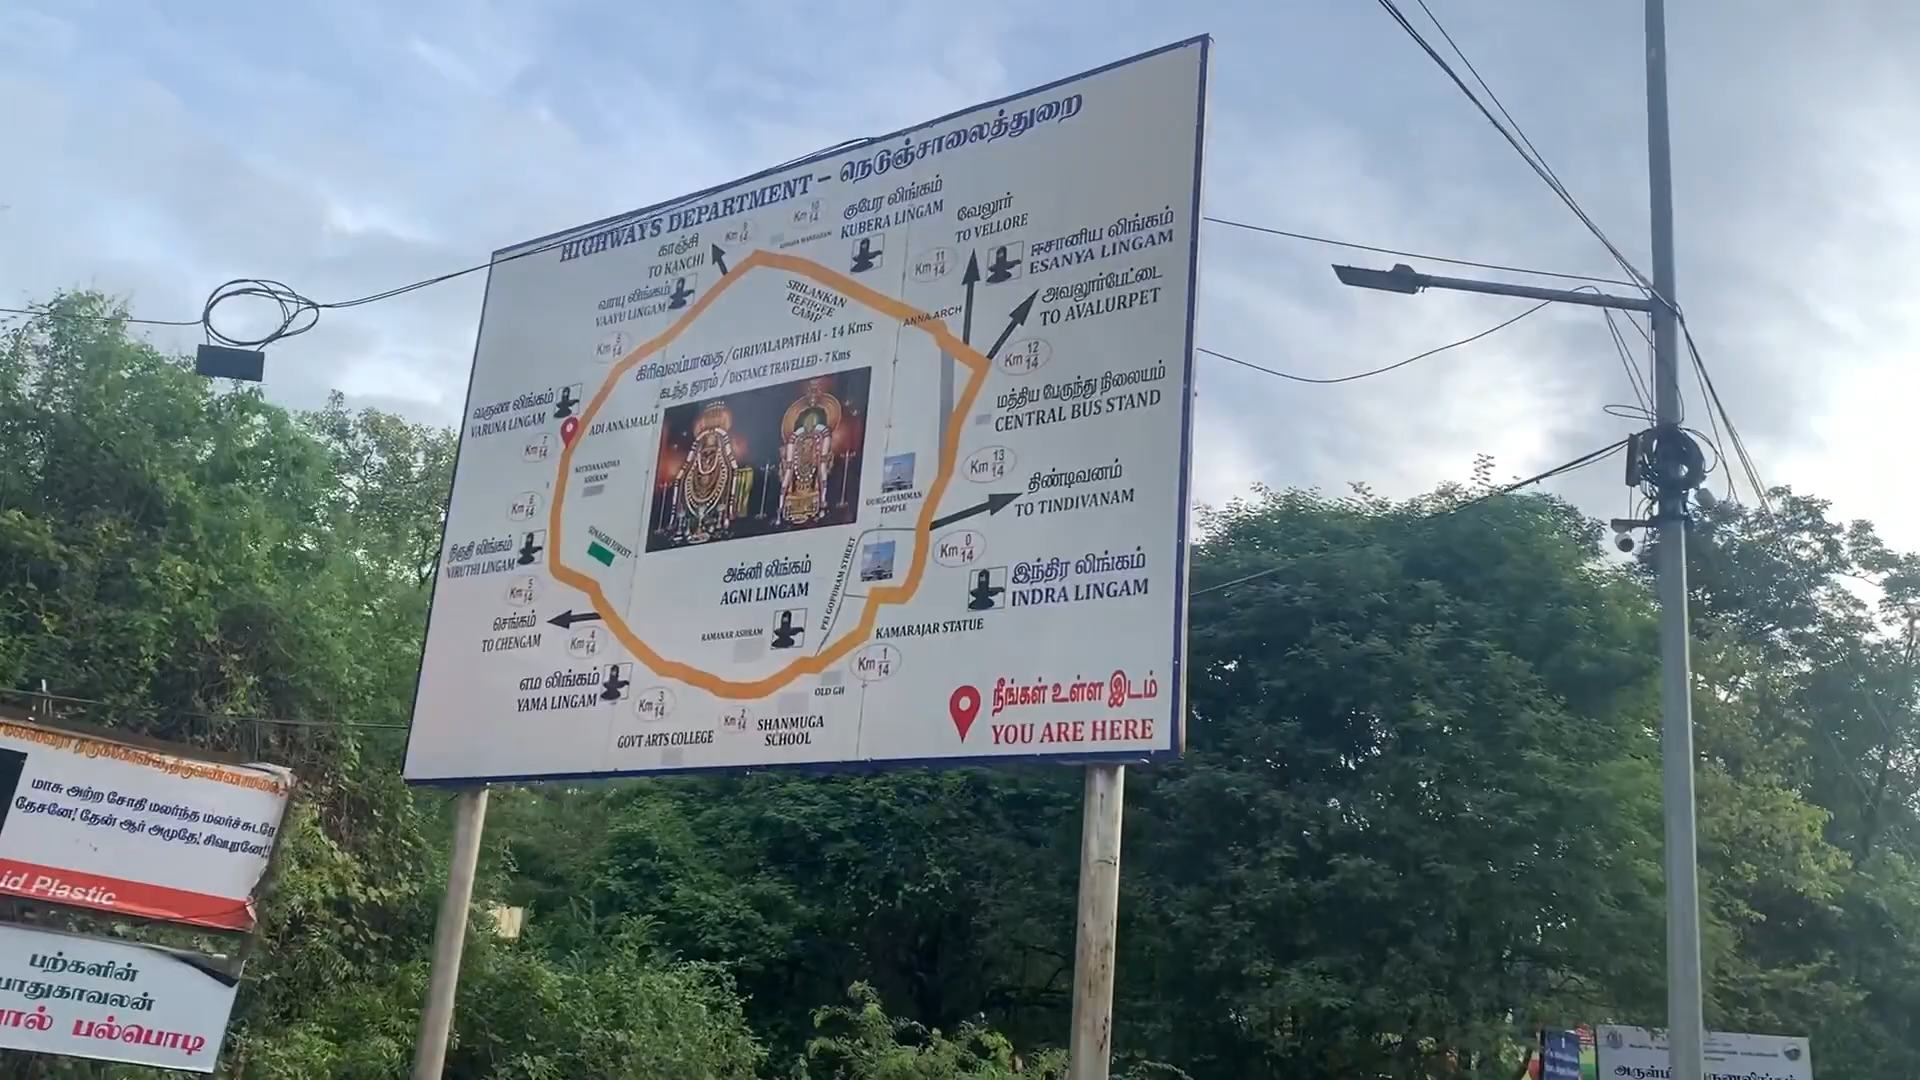 HIGHWAYS DEPARTMENT - நெடுஞ்சாலைத்துறை
காஞ்சி
TO KANCHI
Km 9/14
Km 10/14
குபேர லிங்கம்
KUBERA LINGAM
வேலூர்
TO VELLORE
ஈசானிய லிங்கம்
ESANYA LINGAM
Km 11/14
வாயு லிங்கம்
VAAYU LINGAM
SRILANKAN
REFUGEE
CAMP
ANNA ARCH
அவலூர்பேட்டை
TO AVALURPET
Km 12/14
Km 8/14
கிரிவலப்பாதை / GIRIVALAPATHAI - 14 Kms
கடந்த தூரம் / DISTANCE TRAVELLED - 7 Kms
வருண லிங்கம்
VARUNA LINGAM
ADI ANNAMALAI
மத்திய பேருந்து நிலையம்
CENTRAL BUS STAND
Km 7/14
NITHYANANDHA
ASHRAM
Km 13/14
DURGAIYAMMAN
TEMPLE
திண்டிவனம்
TO TINDIVANAM
Km 6/14
நிருதி லிங்கம்
NIRUTHI LINGAM
SONAGIRI FOREST
Km 0/14
Km 5/14
அக்னி லிங்கம்
AGNI LINGAM
PEI GOPURAM STREET
இந்திர லிங்கம்
INDRA LINGAM
செங்கம்
TO CHENGAM
Km 4/14
RAMANAR ASHRAM
KAMARAJAR STATUE
Km 1/14
எம லிங்கம்
YAMA LINGAM
Km 3/14
Km 2/14
OLD GH
GOVT ARTS COLLEGE
SHANMUGA
SCHOOL
நீங்கள் உள்ள இடம்
YOU ARE HERE
மாசு அற்ற சோதி மலர்ந்த மலர்ச்சுடரே
தேசனே! தேன் ஆர் அமுதே! சிவபுரனே!!
id Plastic
பற்களின்
பாதுகாவலன்
பால் பல்பொடி